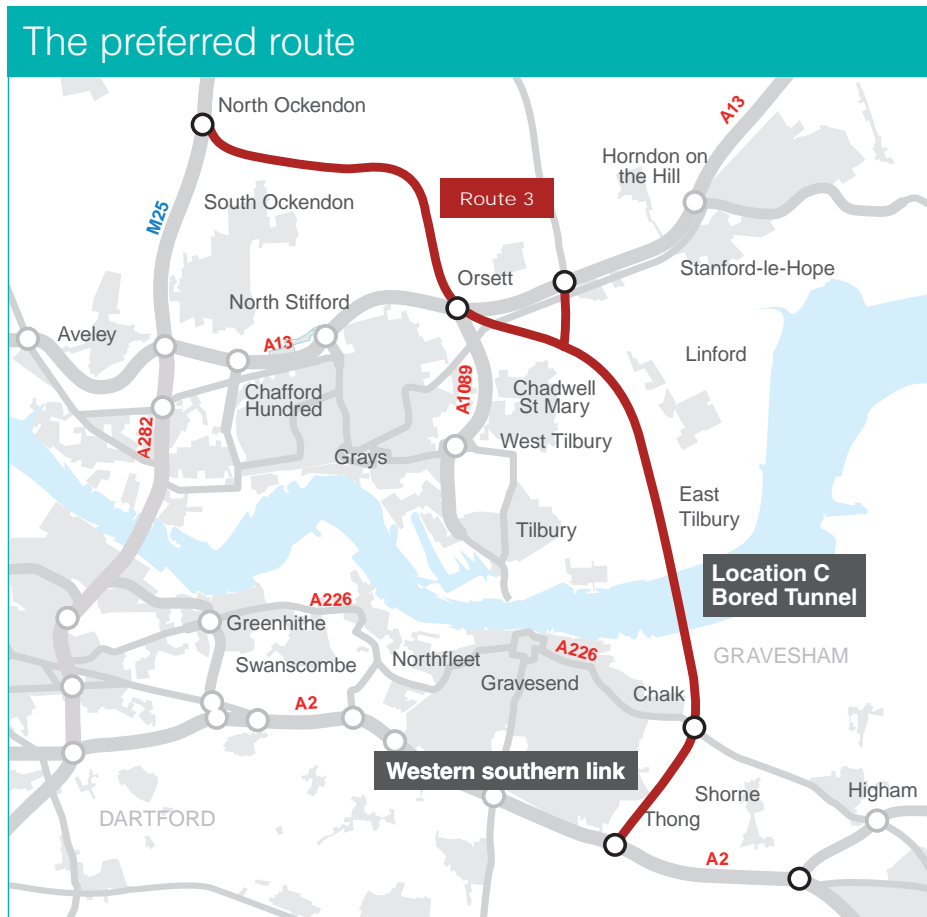 The preferred route
North Ockendon
A13
Horndon on
the Hill
Route 3
South Ockendon
M25
Orsett
Stanford-le-Hope
North Stifford
Aveley
A13
Linford
Chafford
Hundred
A1089
Chadwell
St Mary
A282
West Tilbury
Grays
East
Tilbury
Tilbury
Location C
Bored Tunnel
A226
Greenhithe
A226
GRAVESHAM
Swanscombe
Northfleet
Gravesend
Chalk
A2
Western southern link
Shorne
Higham
DARTFORD
Thong
A2